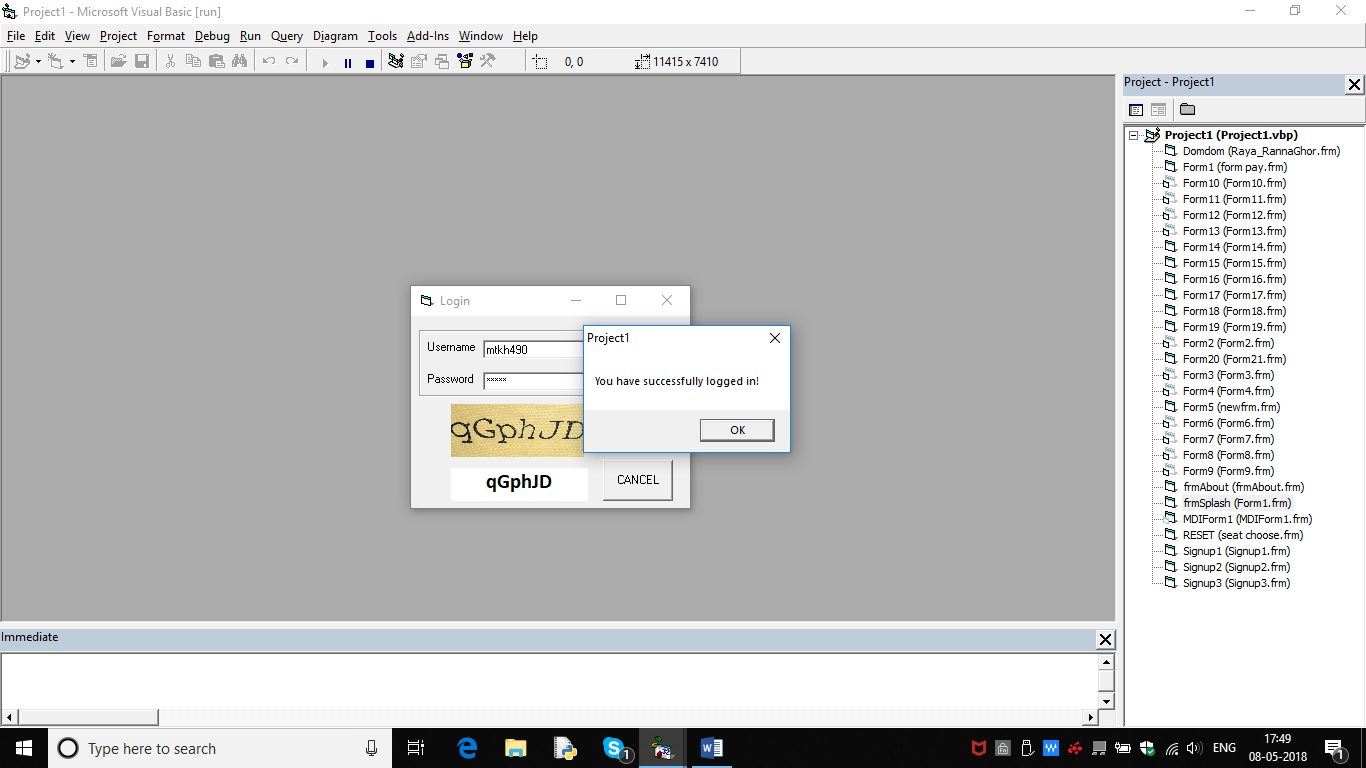 Project1 - Microsoft Visual Basic [run]
File Edit View Project Format Debug Run Query Diagram Tools Add-Ins Window Help
0, 0 11415 x 7410
Project - Project1
Project1 (Project1.vbp)
Domdom (Raya_RannaGhor.frm)
Form1 (form pay.frm)
Form10 (Form10.frm)
Form11 (Form11.frm)
Form12 (Form12.frm)
Form13 (Form13.frm)
Form14 (Form14.frm)
Form15 (Form15.frm)
Form16 (Form16.frm)
Form17 (Form17.frm)
Form18 (Form18.frm)
Form19 (Form19.frm)
Form2 (Form2.frm)
Form20 (Form21.frm)
Form3 (Form3.frm)
Form4 (Form4.frm)
Form5 (newfrm.frm)
Form6 (Form6.frm)
Form7 (Form7.frm)
Form8 (Form8.frm)
Form9 (Form9.frm)
frmAbout (frmAbout.frm)
frmSplash (Form1.frm)
MDIForm1 (MDIForm1.frm)
RESET (seat choose.frm)
Signup1 (Signup1.frm)
Signup2 (Signup2.frm)
Signup3 (Signup3.frm)
Login
Username mtkh490
Password *****
qGphJD
qGphJD
CANCEL
Project1
You have successfully logged in!
OK
Immediate
Type here to search
1
ENG
17:49
08-05-2018
1